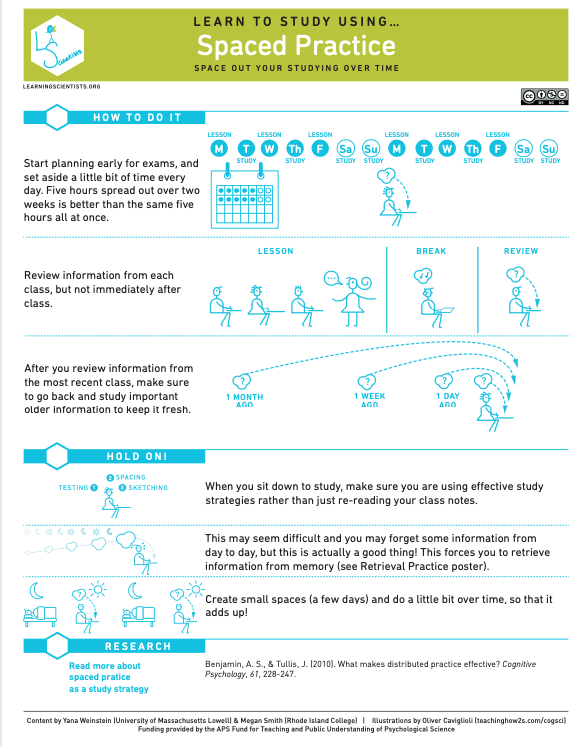 LEARN TO STUDY USING…
Spaced Practice
SPACE OUT YOUR STUDYING OVER TIME
LEARNINGSCIENTISTS.ORG
cc
BY NC ND
HOW TO DO IT
LESSON LESSON LESSON LESSON LESSON LESSON
M T W Th F Sa Su M T W Th F Sa Su
STUDY STUDY STUDY STUDY STUDY STUDY STUDY STUDY
Start planning early for exams, and
set aside a little bit of time every
day. Five hours spread out over two
weeks is better than the same five
hours all at once.
?
LESSON BREAK REVIEW
Review information from each
class, but not immediately after
class.
?
After you review information from
the most recent class, make sure
to go back and study important
older information to keep it fresh.
? ? ? ?
1 MONTH 1 WEEK 1 DAY
AGO AGO AGO
HOLD ON!
2 SPACING
TESTING 1 3 SKETCHING
When you sit down to study, make sure you are using effective study
strategies rather than just re-reading your class notes.
This may seem difficult and you may forget some information from
day to day, but this is actually a good thing! This forces you to retrieve
information from memory (see Retrieval Practice poster).
? ?
Create small spaces (a few days) and do a little bit over time, so that it
adds up!
RESEARCH
Read more about
spaced pratice
as a study strategy
Benjamin, A. S., & Tullis, J. (2010). What makes distributed practice effective? Cognitive
Psychology, 61, 228-247.
Content by Yana Weinstein (University of Massachusetts Lowell) & Megan Smith (Rhode Island College) | Illustrations by Oliver Caviglioli (teachinghow2s.com/cogsci)
Funding provided by the APS Fund for Teaching and Public Understanding of Psychological Science